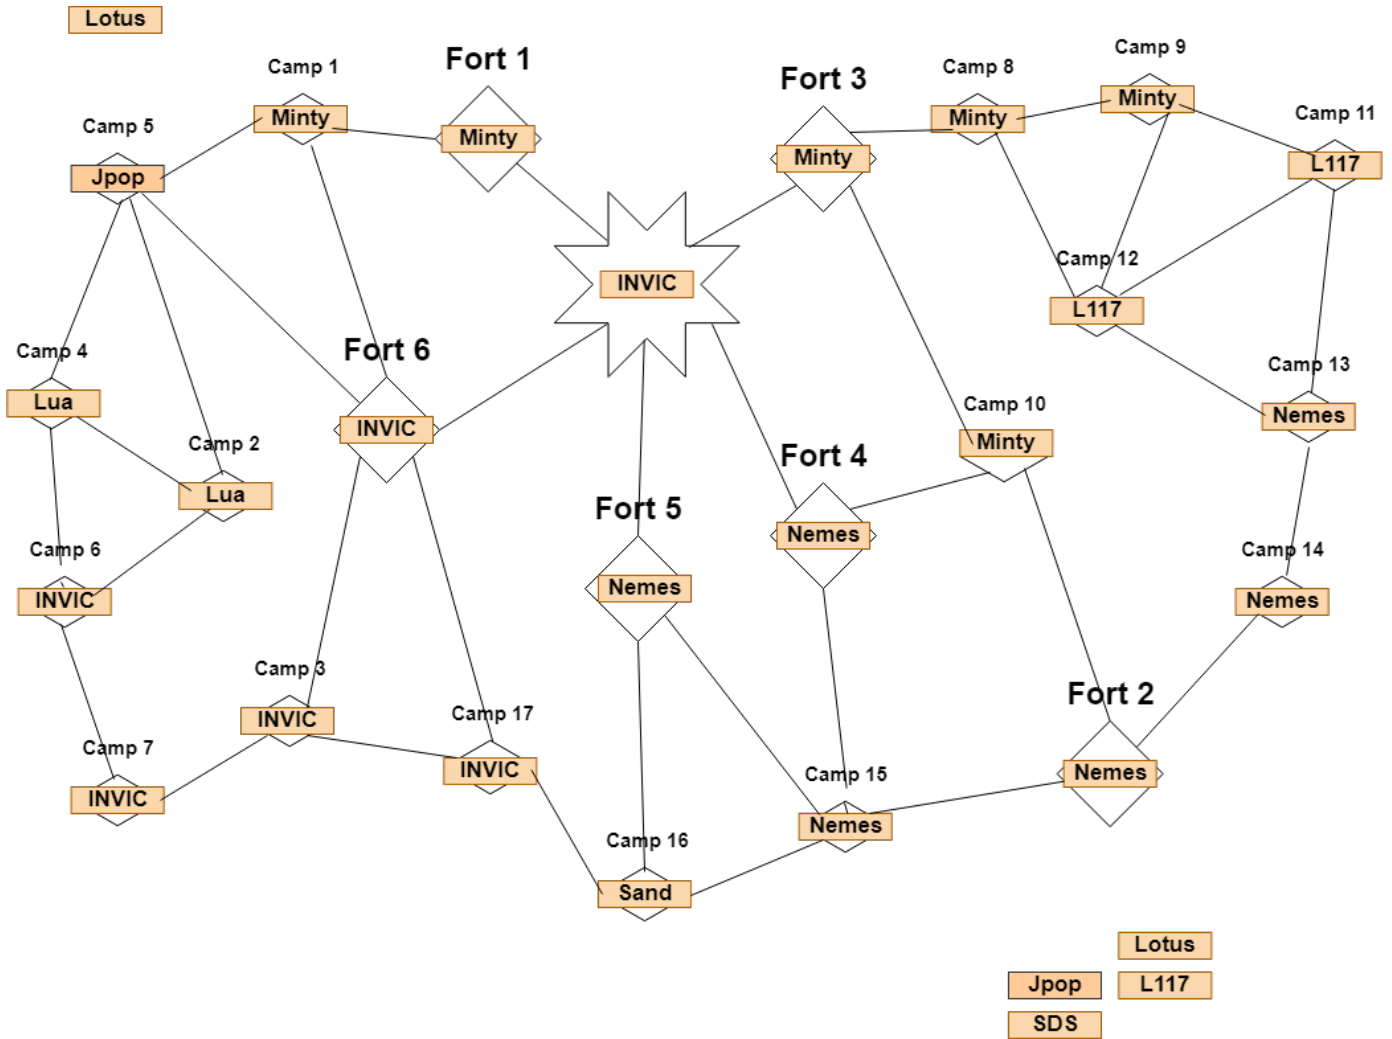 Lotus
Camp 1
Minty
Fort 1
Minty
Camp 5
Jpop
Fort 3
Minty
Camp 8
Minty
Camp 9
Minty
Camp 11
L117
INVIC
Camp 12
L117
Camp 4
Lua
Fort 6
INVIC
Camp 2
Lua
Camp 13
Nemes
Camp 10
Minty
Fort 4
Nemes
Fort 5
Nemes
Camp 6
INVIC
Camp 14
Nemes
Camp 3
INVIC
Camp 17
INVIC
Fort 2
Nemes
Camp 7
INVIC
Camp 15
Nemes
Camp 16
Sand
Lotus
Jpop
L117
SDS